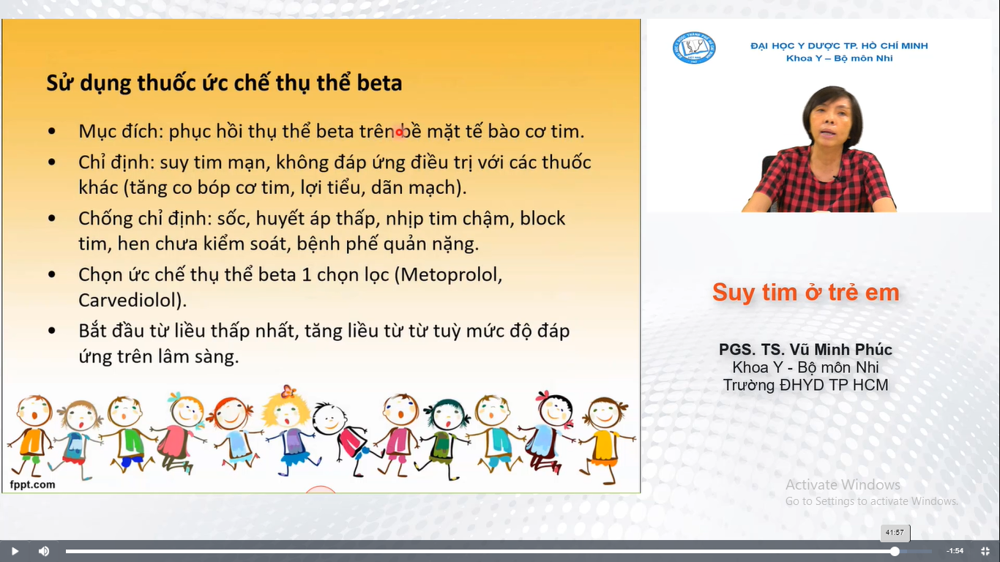 Sử dụng thuốc ức chế thụ thể beta
• Mục đích: phục hồi thụ thể beta trên bề mặt tế bào cơ tim.
• Chỉ định: suy tim mạn, không đáp ứng điều trị với các thuốc
khác (tăng co bóp cơ tim, lợi tiểu, dãn mạch).
• Chống chỉ định: sốc, huyết áp thấp, nhịp tim chậm, block
tim, hen chưa kiểm soát, bệnh phế quản nặng.
• Chọn ức chế thụ thể beta 1 chọn lọc (Metoprolol,
Carvediolol).
• Bắt đầu từ liều thấp nhất, tăng liều từ từ tuỳ mức độ đáp
ứng trên lâm sàng.
fppt.com
ĐẠI HỌC Y DƯỢC TP. HỒ CHÍ MINH
Khoa Y – Bộ môn Nhi
Suy tim ở trẻ em
PGS. TS. Vũ Minh Phúc
Khoa Y - Bộ môn Nhi
Trường ĐHYD TP HCM
Activate Windows
Go to Settings to activate Windows.
41:57
-1:54